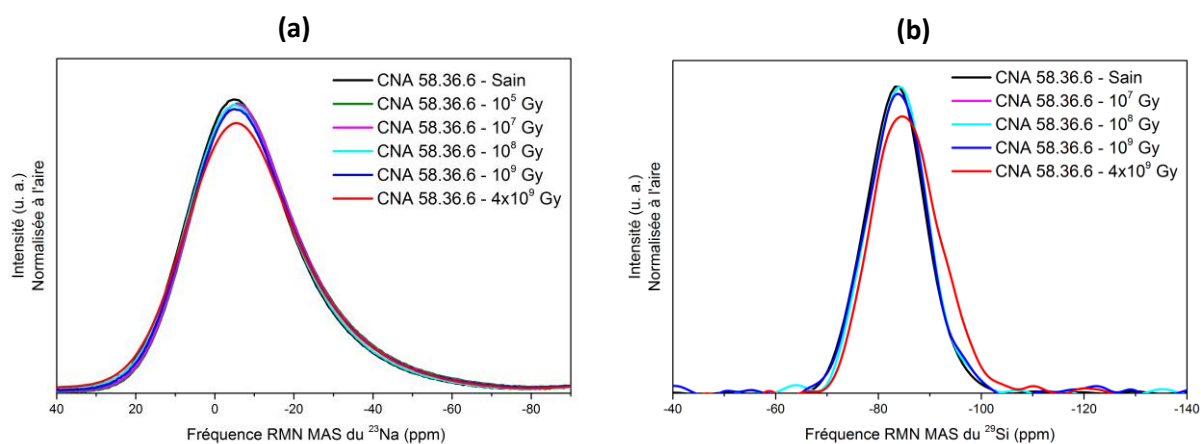 (a)
CNA 58.36.6 - Sain
CNA 58.36.6 - 10⁵ Gy
CNA 58.36.6 - 10⁷ Gy
CNA 58.36.6 - 10⁸ Gy
CNA 58.36.6 - 10⁹ Gy
CNA 58.36.6 - 4x10⁹ Gy
Intensité (u. a.)
Normalisée à l'aire
40 20 0 -20 -40 -60 -80
Fréquence RMN MAS du ²³Na (ppm)
(b)
CNA 58.36.6 - Sain
CNA 58.36.6 - 10⁷ Gy
CNA 58.36.6 - 10⁸ Gy
CNA 58.36.6 - 10⁹ Gy
CNA 58.36.6 - 4x10⁹ Gy
Intensité (u. a.)
Normalisée à l'aire
-40 -60 -80 -100 -120 -140
Fréquence RMN MAS du ²⁹Si (ppm)